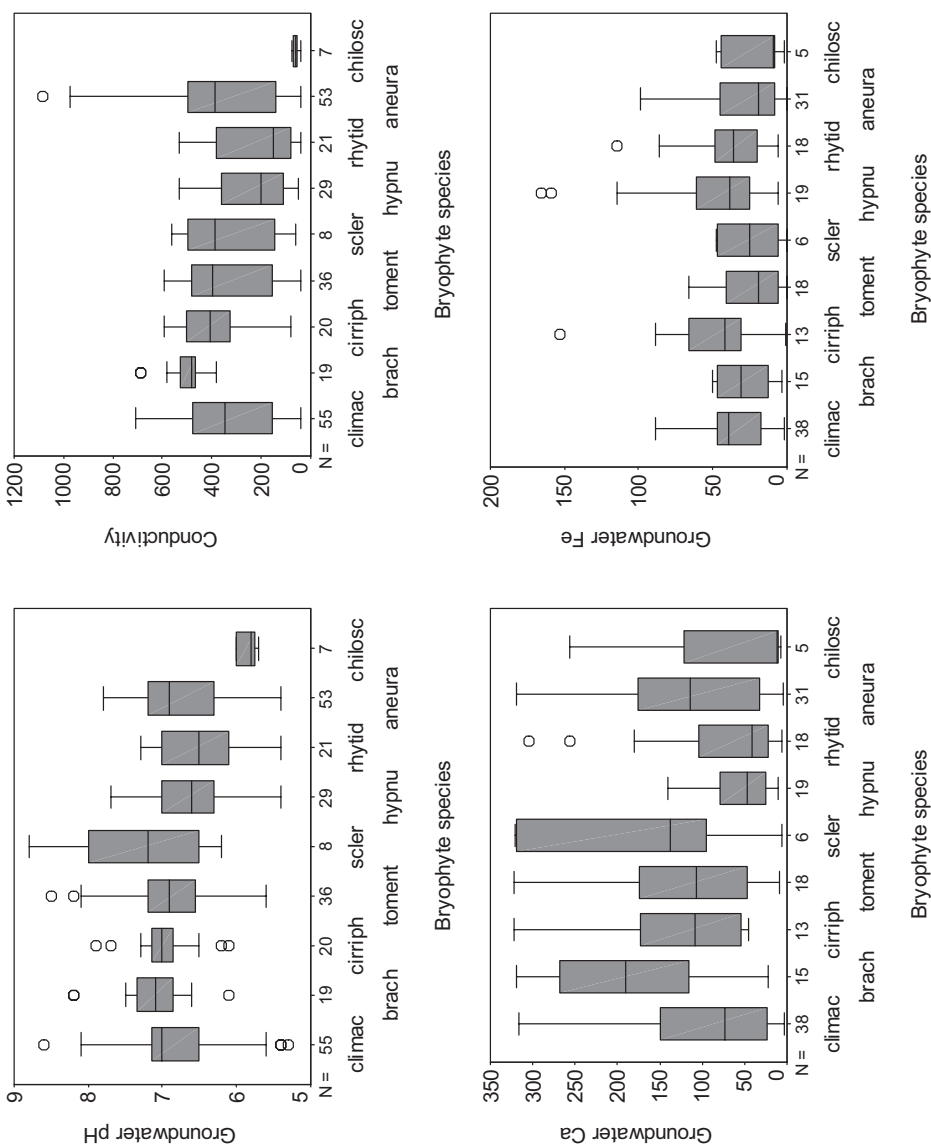 Groundwater pH
9
8
7
6
5
N = 55 19 20 36 8 29 21 53 7
climac cirriph scler rhytid chilosc
brach toment hypnu aneura
Bryophyte species
Conductivity
1200
1000
800
600
400
200
0
N = 55 19 20 36 8 29 21 53 7
climac cirriph scler rhytid chilosc
brach toment hypnu aneura
Bryophyte species
Groundwater Ca
350
300
250
200
150
100
50
0
N = 38 15 13 18 6 19 18 31 5
climac cirriph scler rhytid chilosc
brach toment hypnu aneura
Bryophyte species
Groundwater Fe
200
150
100
50
0
N = 38 15 13 18 6 19 18 31 5
climac cirriph scler rhytid chilosc
brach toment hypnu aneura
Bryophyte species